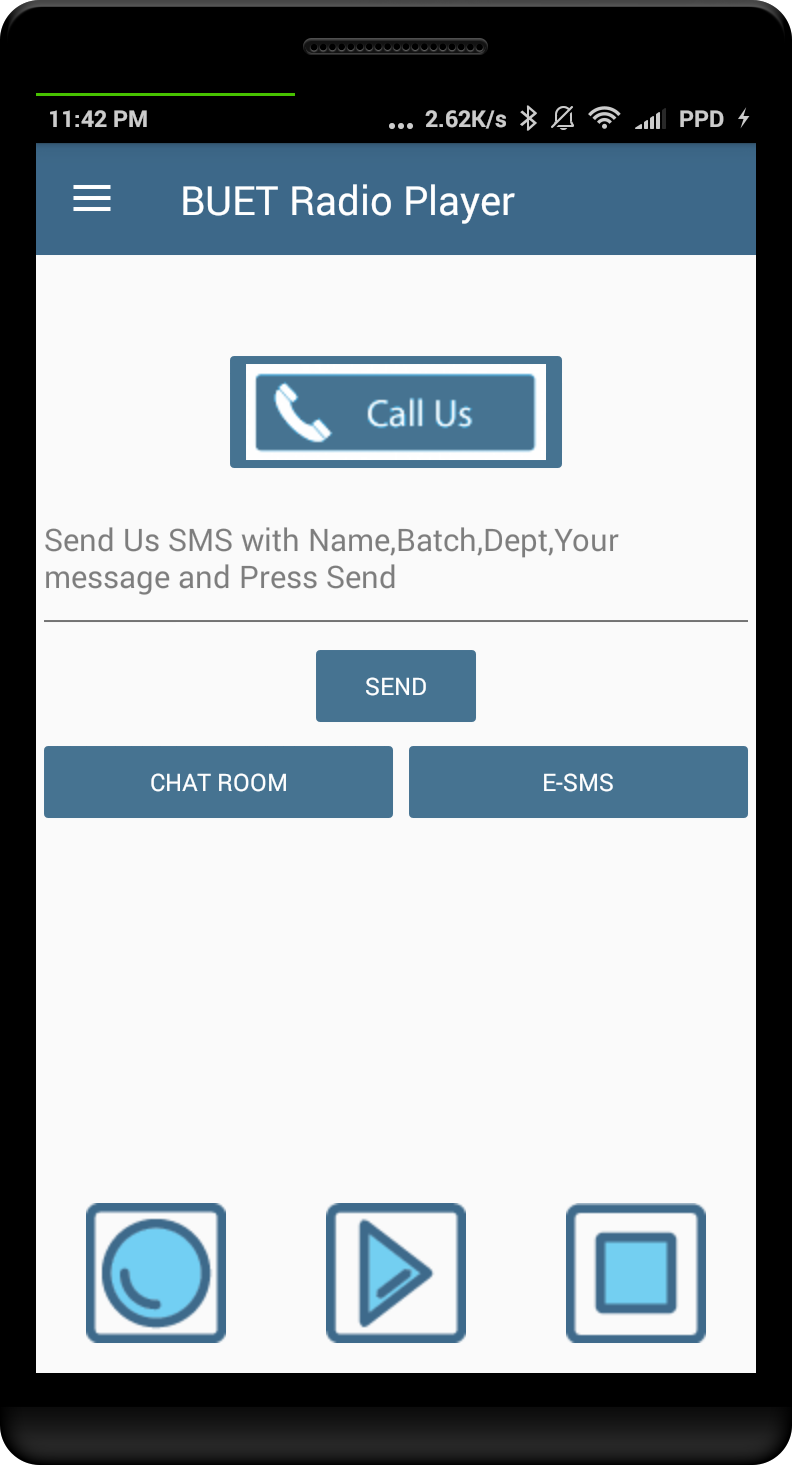 11:42 PM ... 2.62K/s PPD
BUET Radio Player
Call Us
Send Us SMS with Name,Batch,Dept,Your
message and Press Send
SEND
CHAT ROOM E-SMS